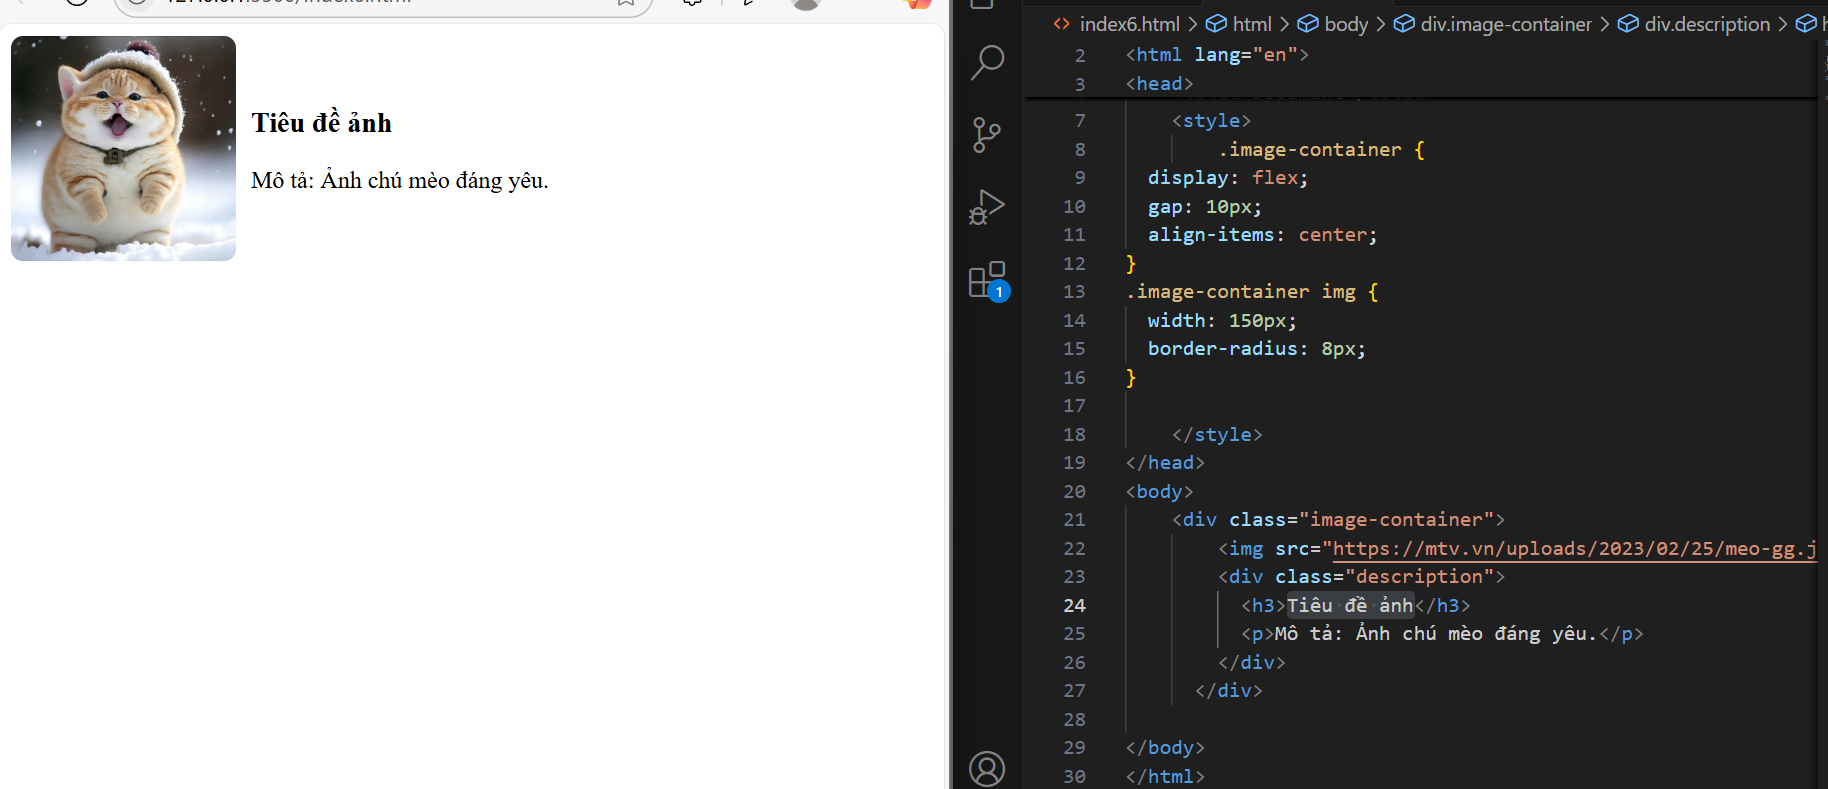 Tiêu đề ảnh
Mô tả: Ảnh chú mèo đáng yêu.
index6.html > html > body > div.image-container > div.description >
2 <html lang="en">
3 <head>
7 <style>
8 .image-container {
9 display: flex;
10 gap: 10px;
11 align-items: center;
12 }
13 .image-container img {
14 width: 150px;
15 border-radius: 8px;
16 }
17
18 </style>
19 </head>
20 <body>
21 <div class="image-container">
22 <img src="https://mtv.vn/uploads/2023/02/25/meo-gg.j
23 <div class="description">
24 <h3>Tiêu đề ảnh</h3>
25 <p>Mô tả: Ảnh chú mèo đáng yêu.</p>
26 </div>
27 </div>
28
29 </body>
30 </html>
1